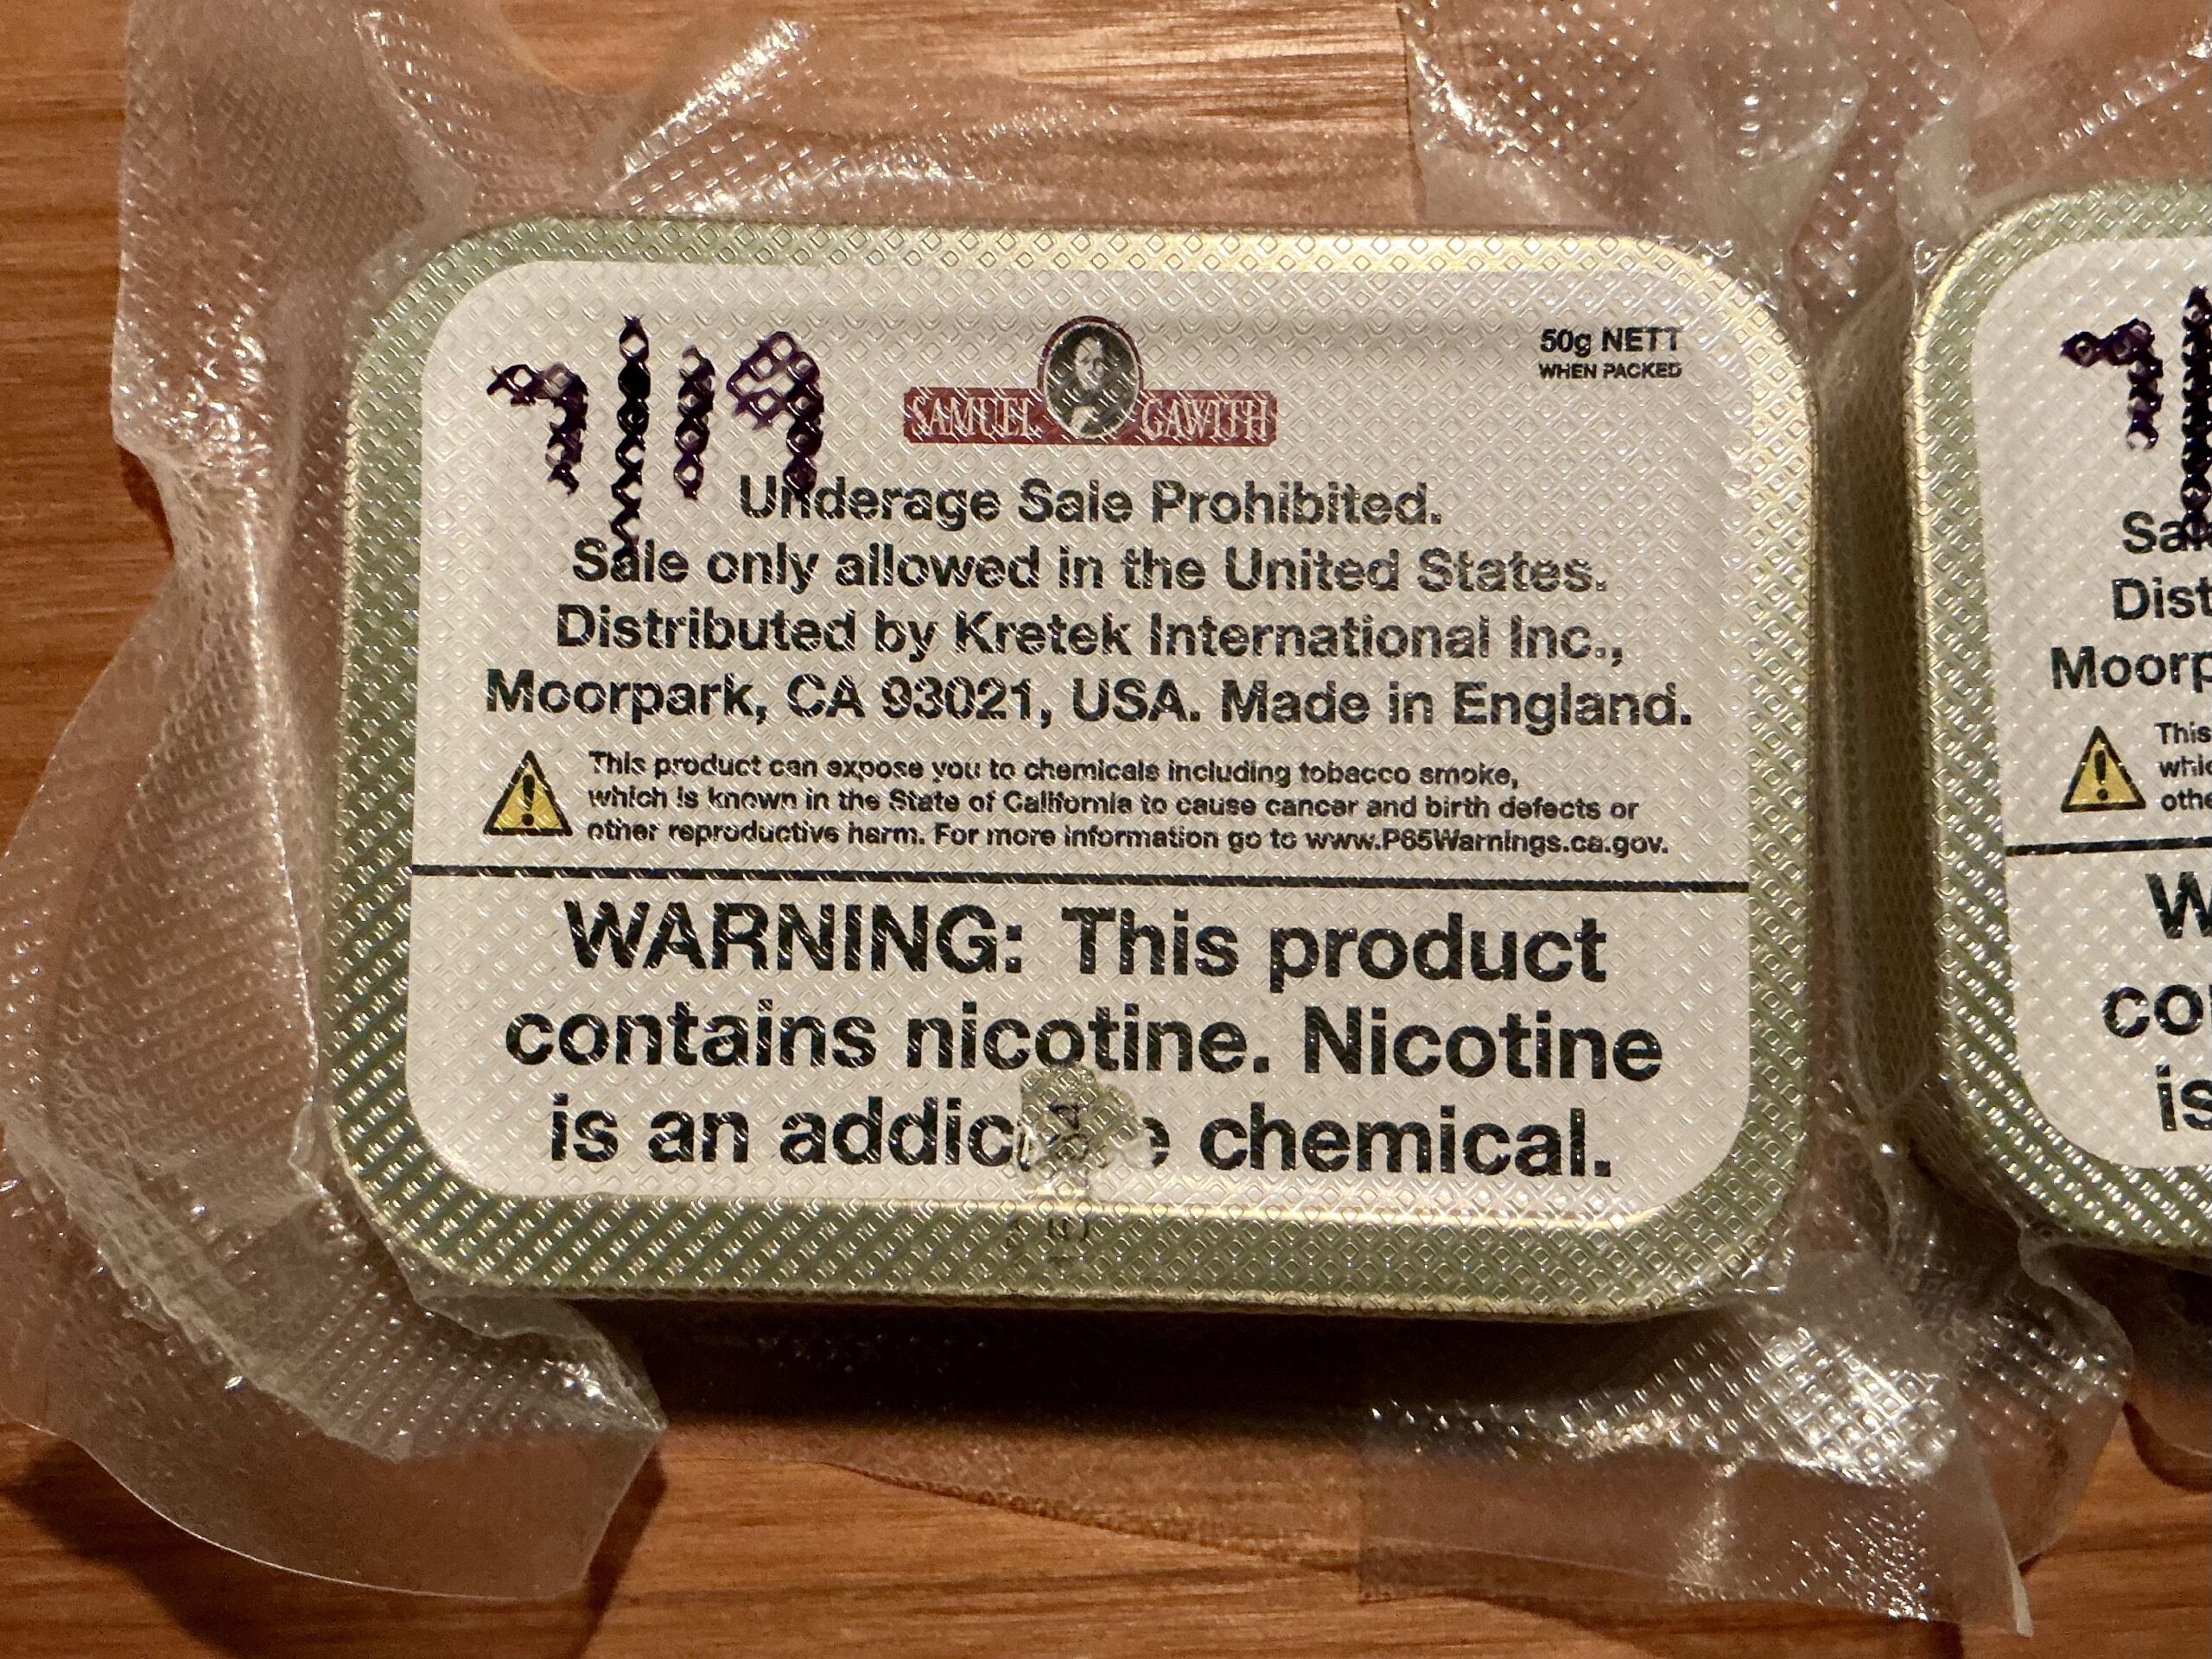 7/19
SAMUEL GAWITH
50g NETT
WHEN PACKED
Underage Sale Prohibited.
Sale only allowed in the United States.
Distributed by Kretek International Inc.,
Moorpark, CA 93021, USA. Made in England.
This product can expose you to chemicals including tobacco smoke,
which is known in the State of California to cause cancer and birth defects or
other reproductive harm. For more information go to www.P65Warnings.ca.gov.
WARNING: This product
contains nicotine. Nicotine
is an chemical.
7/
Moorp
This
W
is